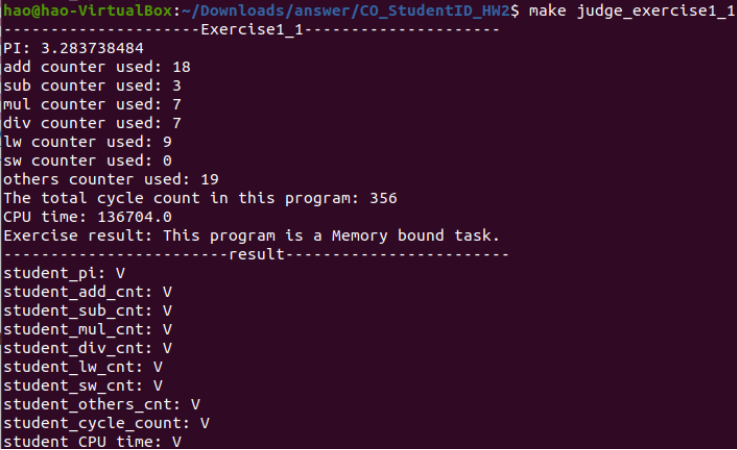 hao@hao-VirtualBox:~/Downloads/answer/CO_StudentID_HW2$ make judge_exercise1_1
----------------------Exercise1_1----------------------
PI: 3.283738484
add counter used: 18
sub counter used: 3
mul counter used: 7
div counter used: 7
lw counter used: 9
sw counter used: 0
others counter used: 19
The total cycle count in this program: 356
CPU time: 136704.0
Exercise result: This program is a Memory bound task.
-------------------------result-------------------------
student_pi: V
student_add_cnt: V
student_sub_cnt: V
student_mul_cnt: V
student_div_cnt: V
student_lw_cnt: V
student_sw_cnt: V
student_others_cnt: V
student_cycle_count: V
student CPU time: V